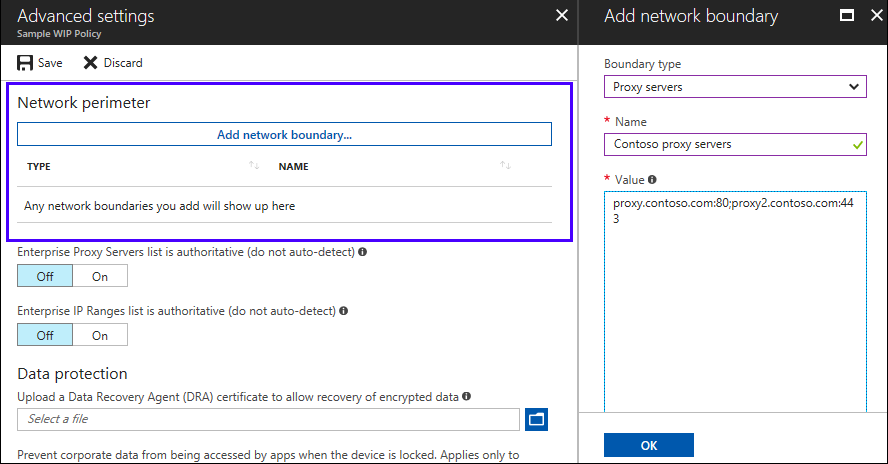 Advanced settings
Sample WIP Policy
Save Discard
Network perimeter
Add network boundary...
TYPE NAME
Any network boundaries you add will show up here
Enterprise Proxy Servers list is authoritative (do not auto-detect)
Off On
Enterprise IP Ranges list is authoritative (do not auto-detect)
Off On
Data protection
Upload a Data Recovery Agent (DRA) certificate to allow recovery of encrypted data
Select a file
Prevent corporate data from being accessed by apps when the device is locked. Applies only to
Add network boundary
Boundary type
Proxy servers
* Name
Contoso proxy servers
* Value
proxy.contoso.com:80;proxy2.contoso.com:44
3
OK